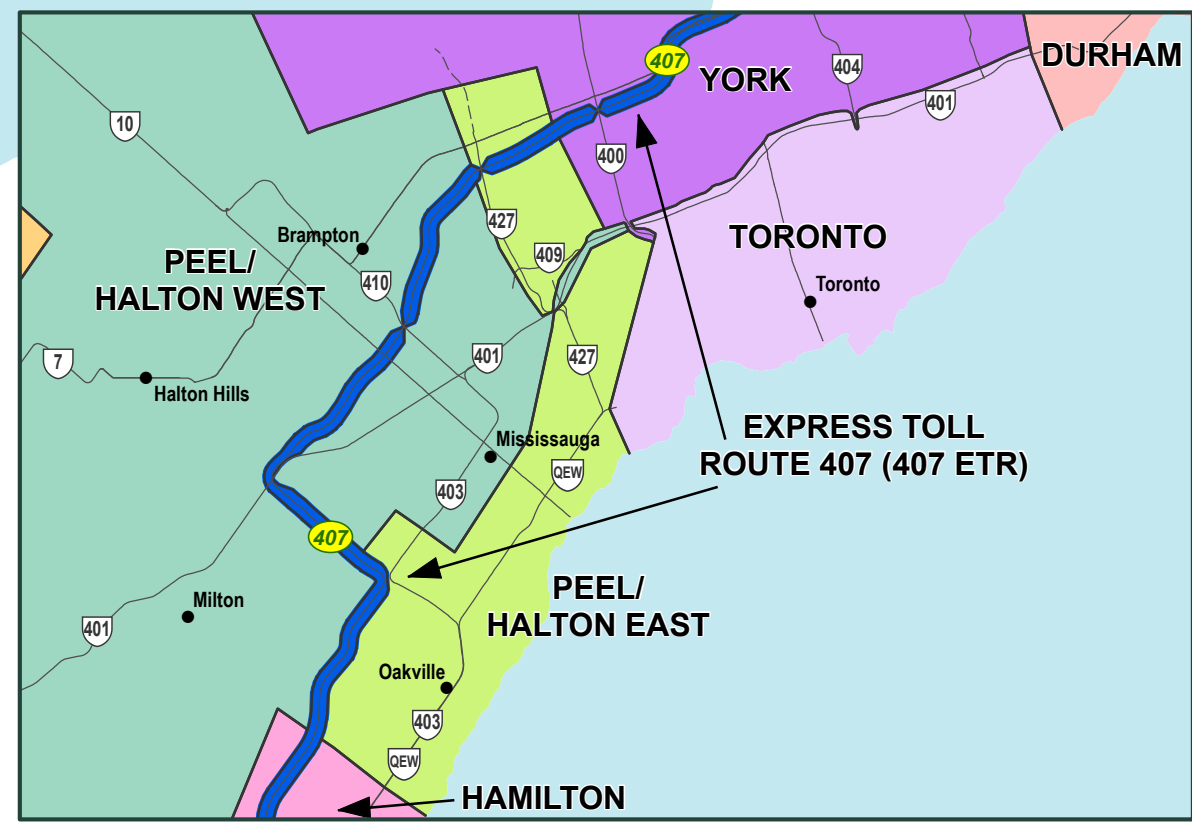 407
YORK
404
DURHAM
401
10
400
427
Brampton
409
TORONTO
PEEL/
HALTON WEST
410
Toronto
7
401
427
Halton Hills
EXPRESS TOLL
ROUTE 407 (407 ETR)
Mississauga
QEW
403
407
PEEL/
HALTON EAST
Milton
401
Oakville
403
QEW
HAMILTON